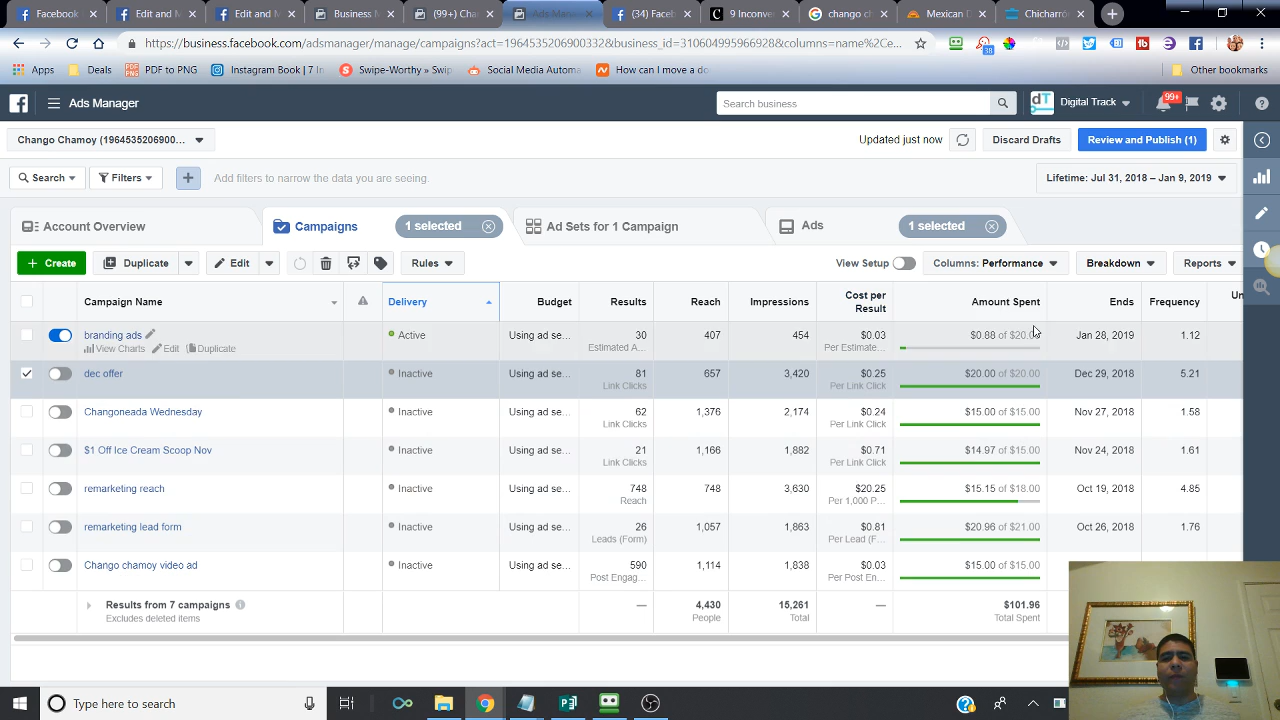 Facebook
Edit and M
Edit and M
Business M
(99+) Cha
Ads Mana
(34) Faceb
9 Inconve
chango ch
Mexican D
Chicharró
https://business.facebook.com/adsmanager/manage/campaigns?act=1964535206900332&business_id=310604995966928&columns=name%2Ce...
38
Apps
Deals
PDF to PNG
Instagram Book | 7 In
Swipe-Worthy » Swip
Social Media Automa
How can I move a do
Other bookmarks
Ads Manager
Search business
dT
Digital Track
99+
Chango Chamoy (1964535206900...
Updated just now
Discard Drafts
Review and Publish (1)
Search
Filters
Add filters to narrow the data you are seeing.
Lifetime: Jul 31, 2018 – Jan 9, 2019
Account Overview
Campaigns
1 selected
Ad Sets for 1 Campaign
Ads
1 selected
+ Create
Duplicate
Edit
Rules
View Setup
Columns: Performance
Breakdown
Reports
Campaign Name
Delivery
Budget
Results
Reach
Impressions
Cost per Result
Amount Spent
Ends
Frequency
Un
branding ads
View Charts
Edit
Duplicate
Active
Using ad se...
30
Estimated A...
407
454
$0.03
Per Estimate...
$0.88 of $20.00
Jan 28, 2019
1.12
dec offer
Inactive
Using ad se...
81
Link Clicks
657
3,420
$0.25
Per Link Click
$20.00 of $20.00
Dec 29, 2018
5.21
Changoneada Wednesday
Inactive
Using ad se...
62
Link Clicks
1,376
2,174
$0.24
Per Link Click
$15.00 of $15.00
Nov 27, 2018
1.58
$1 Off Ice Cream Scoop Nov
Inactive
Using ad se...
21
Link Clicks
1,166
1,882
$0.71
Per Link Click
$14.97 of $15.00
Nov 24, 2018
1.61
remarketing reach
Inactive
Using ad se...
748
Reach
748
3,630
$20.25
Per 1,000 P...
$15.15 of $18.00
Oct 19, 2018
4.85
remarketing lead form
Inactive
Using ad se...
26
Leads (Form)
1,057
1,863
$0.81
Per Lead (F...
$20.96 of $21.00
Oct 26, 2018
1.76
Chango chamoy video ad
Inactive
Using ad se...
590
Post Engag...
1,114
1,838
$0.03
Per Post En...
$15.00 of $15.00
Results from 7 campaigns
Excludes deleted items
—
4,430
People
15,261
Total
—
$101.96
Total Spent
Type here to search